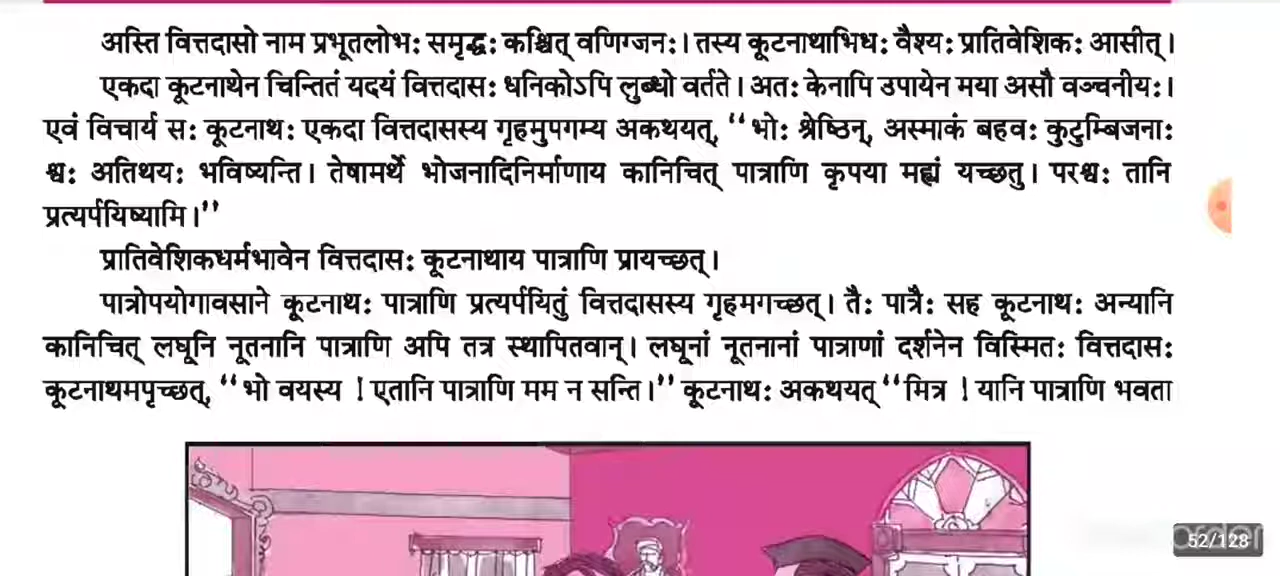 अस्ति वित्तदासो नाम प्रभूतलोभः समृद्धः कश्चित् वणिग्जनः। तस्य कूटनाथाभिधः वैश्यः प्रातिवेशिकः आसीत्।
एकदा कूटनाथेन चिन्तितं यदयं वित्तदासः धनिकोऽपि लुब्धो वर्तते। अतः केनापि उपायेन मया असौ वञ्चनीयः।
एवं विचार्य सः कूटनाथः एकदा वित्तदासस्य गृहमुपगम्य अकथयत्, “भोः श्रेष्ठिन्, अस्माकं बहवः कुटुम्बिजनाः
श्वः अतिथयः भविष्यन्ति। तेषामर्थे भोजनादिनिर्माणाय कानिचित् पात्राणि कृपया मह्यं यच्छतु। परश्वः तानि
प्रत्यर्पयिष्यामि।”
प्रातिवेशिकधर्मभावेन वित्तदासः कूटनाथाय पात्राणि प्रायच्छत्।
पात्रोपयोगावसाने कूटनाथः पात्राणि प्रत्यर्पयितुं वित्तदासस्य गृहमगच्छत्। तैः पात्रैः सह कूटनाथः अन्यानि
कानिचित् लघूनि नूतनानि पात्राणि अपि तत्र स्थापितवान्। लघूनां नूतनानां पात्राणां दर्शनेन विस्मितः वित्तदासः
कूटनाथमपृच्छत्, “भो वयस्य ! एतानि पात्राणि मम न सन्ति।” कूटनाथः अकथयत् “मित्र ! यानि पात्राणि भवता
52/128